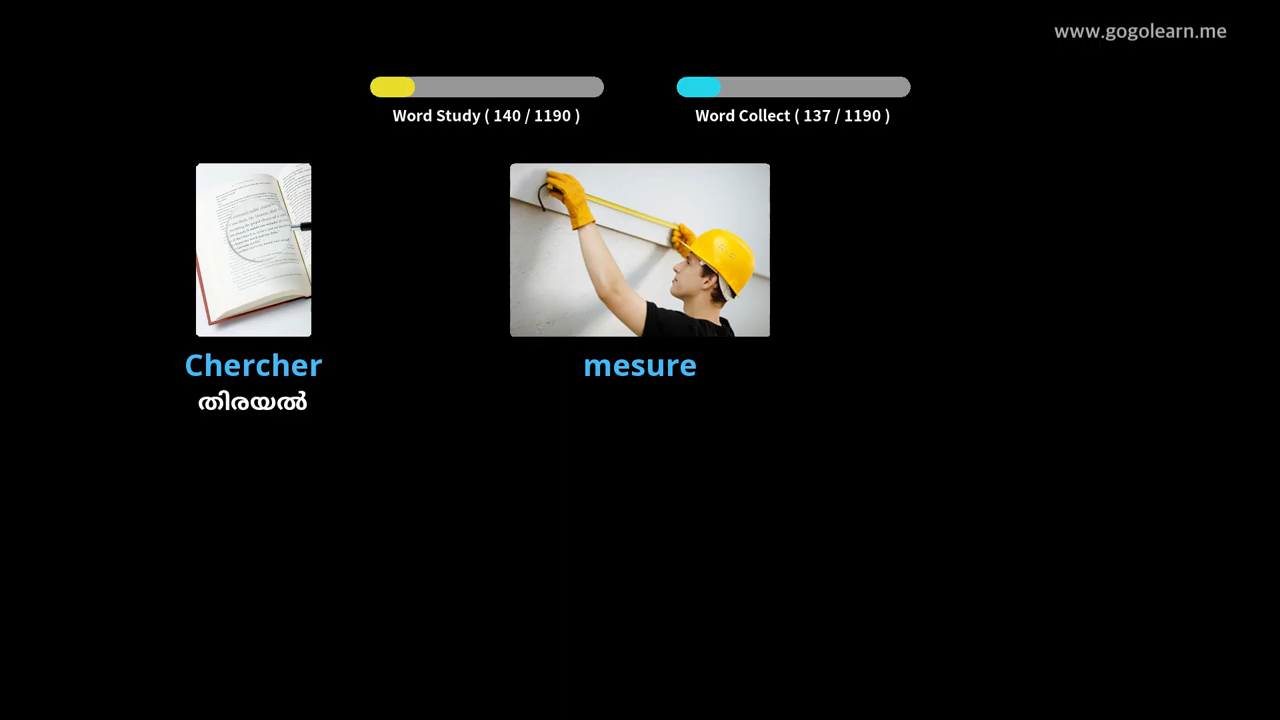 www.gogolearn.me
Word Study ( 140 / 1190 )
Word Collect ( 137 / 1190 )
Chercher
mesure
തിരയൽ